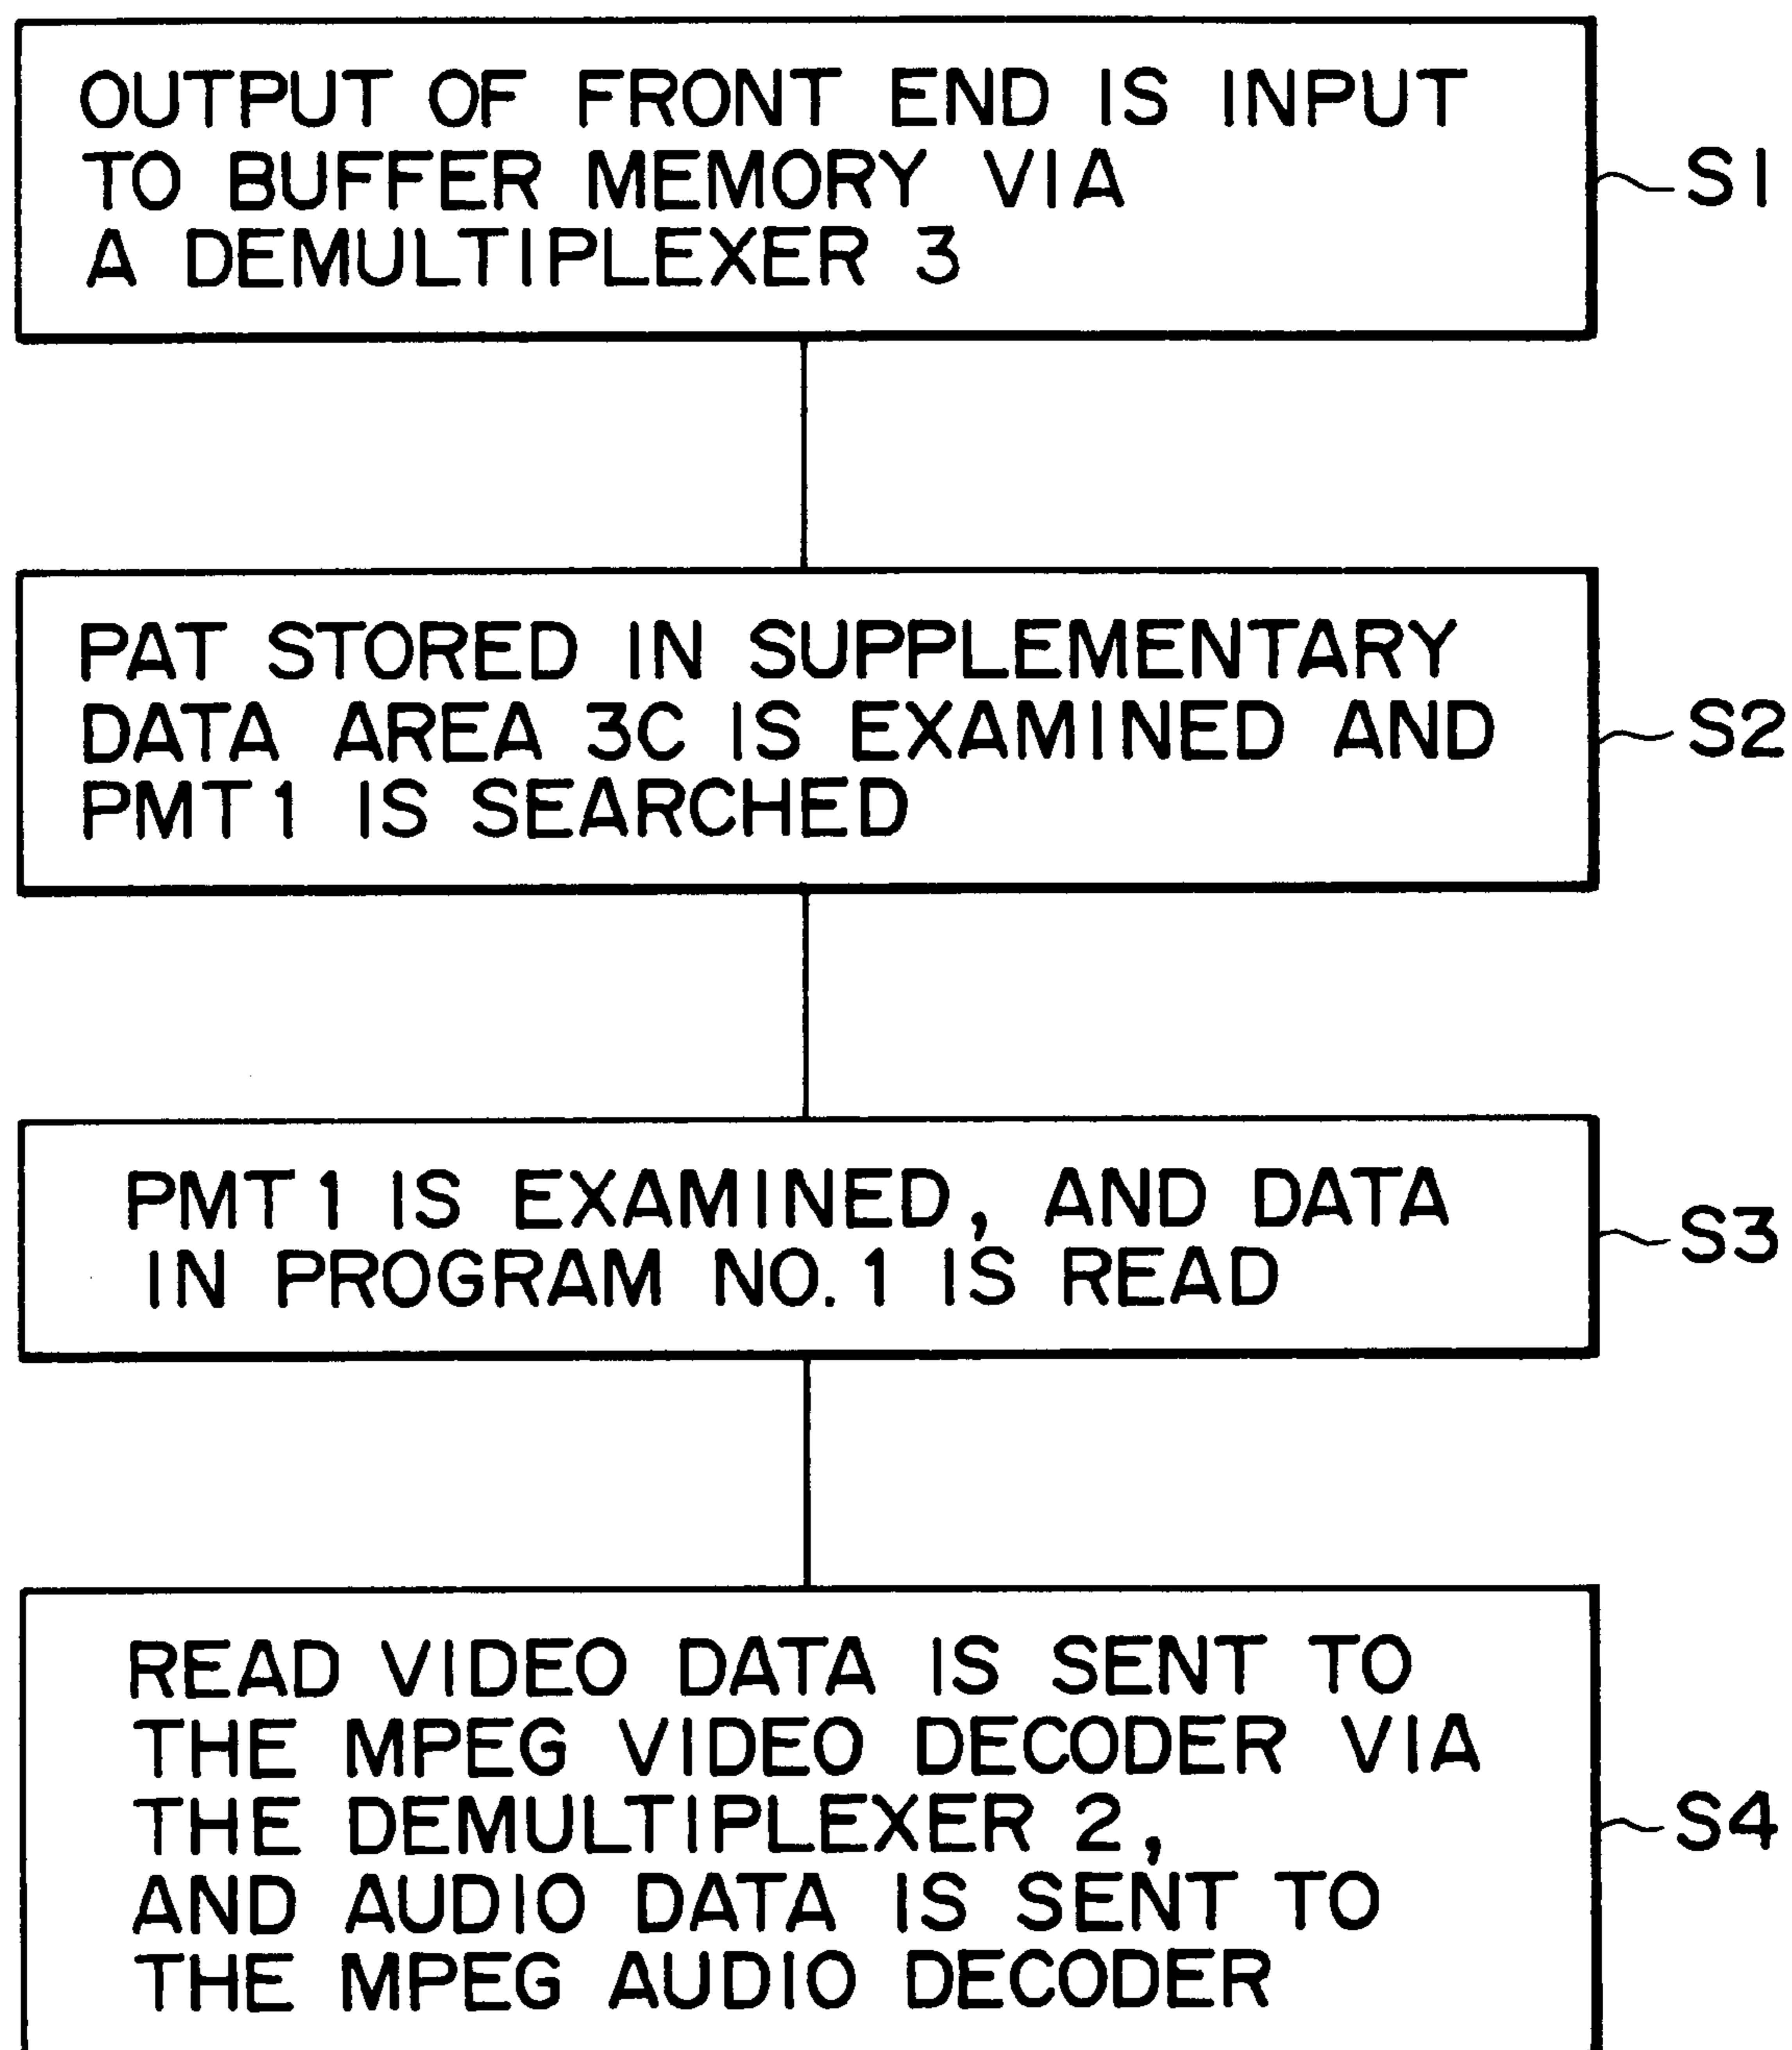 OUTPUT OF FRONT END IS INPUT
TO BUFFER MEMORY VIA
A DEMULTIPLEXER 3
S1
PAT STORED IN SUPPLEMENTARY
DATA AREA 3C IS EXAMINED AND
PMT1 IS SEARCHED
S2
PMT1 IS EXAMINED, AND DATA
IN PROGRAM NO. 1 IS READ
S3
READ VIDEO DATA IS SENT TO
THE MPEG VIDEO DECODER VIA
THE DEMULTIPLEXER 2,
AND AUDIO DATA IS SENT TO
THE MPEG AUDIO DECODER
S4